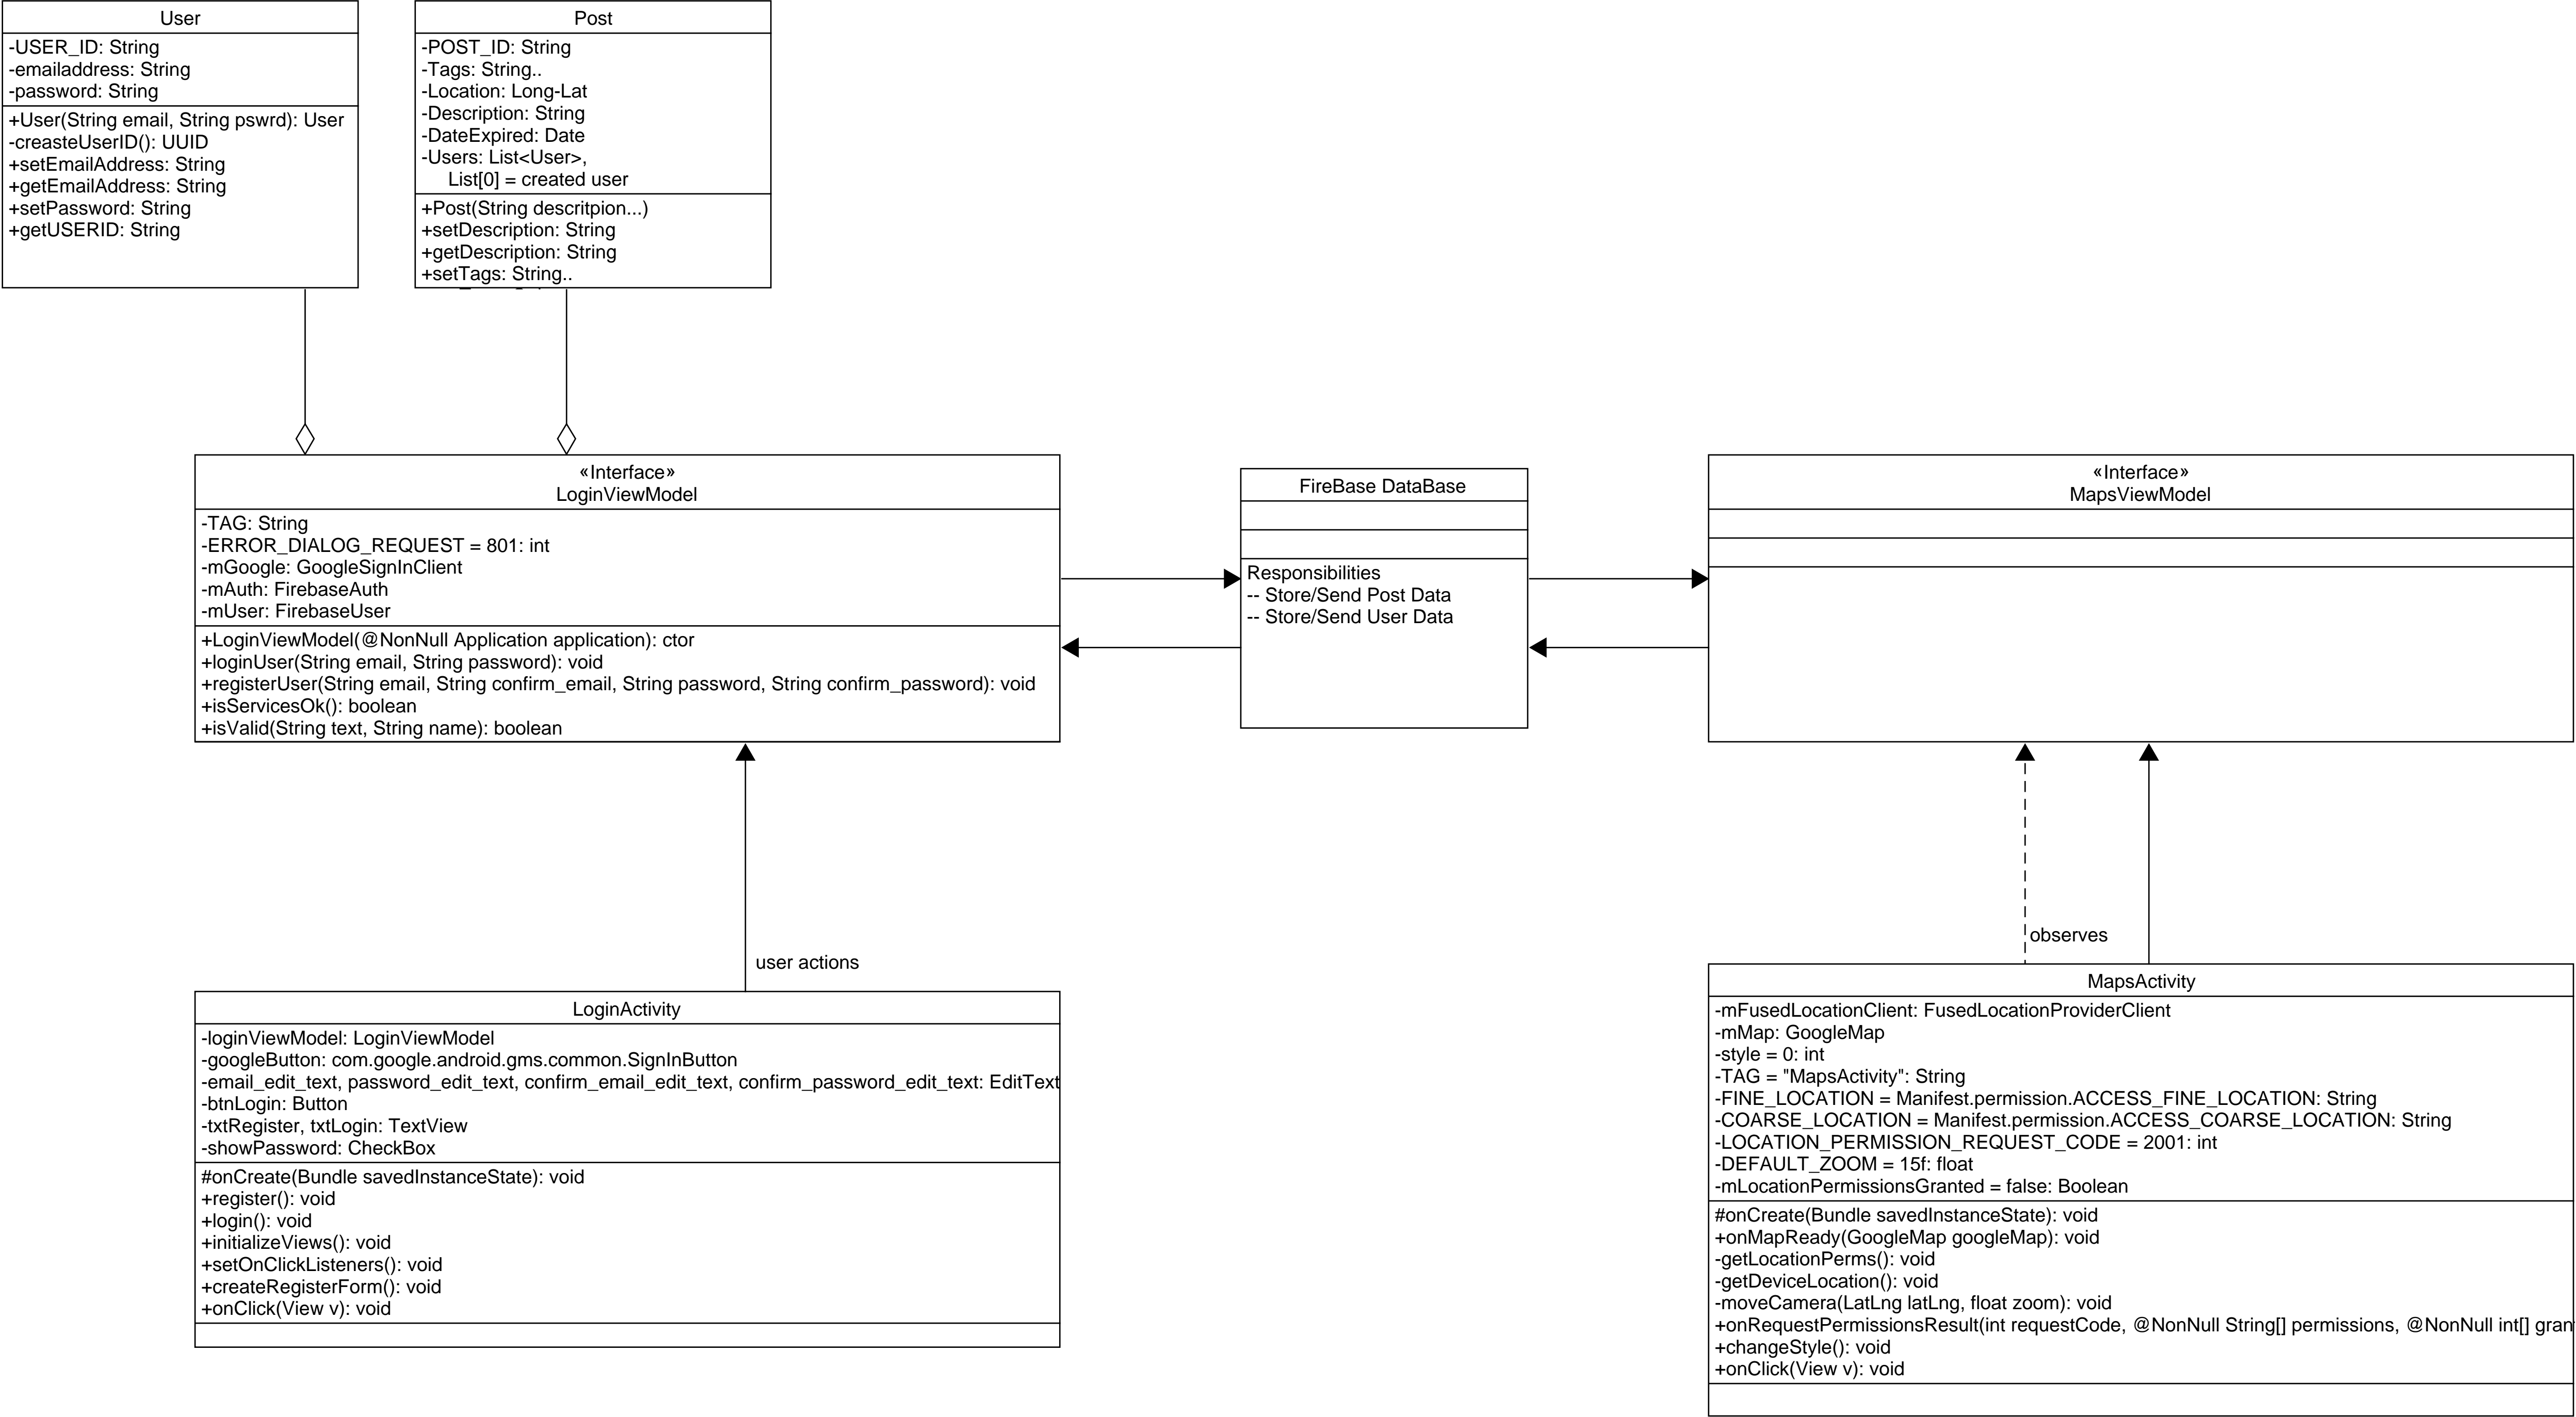 User
-USER_ID: String
-emailaddress: String
-password: String
+User(String email, String pswrd): User
-creasteUserID(): UUID
+setEmailAddress: String
+getEmailAddress: String
+setPassword: String
+getUSERID: String
Post
-POST_ID: String
-Tags: String..
-Location: Long-Lat
-Description: String
-DateExpired: Date
-Users: List<User>,
List[0] = created user
+Post(String descritpion...)
+setDescription: String
+getDescription: String
+setTags: String..
«Interface»
LoginViewModel
-TAG: String
-ERROR_DIALOG_REQUEST = 801: int
-mGoogle: GoogleSignInClient
-mAuth: FirebaseAuth
-mUser: FirebaseUser
+LoginViewModel(@NonNull Application application): ctor
+loginUser(String email, String password): void
+registerUser(String email, String confirm_email, String password, String confirm_password): void
+isServicesOk(): boolean
+isValid(String text, String name): boolean
FireBase DataBase
Responsibilities
-- Store/Send Post Data
-- Store/Send User Data
«Interface»
MapsViewModel
user actions
observes
LoginActivity
-loginViewModel: LoginViewModel
-googleButton: com.google.android.gms.common.SignInButton
-email_edit_text, password_edit_text, confirm_email_edit_text, confirm_password_edit_text: EditText
-btnLogin: Button
-txtRegister, txtLogin: TextView
-showPassword: CheckBox
#onCreate(Bundle savedInstanceState): void
+register(): void
+login(): void
+initializeViews(): void
+setOnClickListeners(): void
+createRegisterForm(): void
+onClick(View v): void
MapsActivity
-mFusedLocationClient: FusedLocationProviderClient
-mMap: GoogleMap
-style = 0: int
-TAG = "MapsActivity": String
-FINE_LOCATION = Manifest.permission.ACCESS_FINE_LOCATION: String
-COARSE_LOCATION = Manifest.permission.ACCESS_COARSE_LOCATION: String
-LOCATION_PERMISSION_REQUEST_CODE = 2001: int
-DEFAULT_ZOOM = 15f: float
-mLocationPermissionsGranted = false: Boolean
#onCreate(Bundle savedInstanceState): void
+onMapReady(GoogleMap googleMap): void
-getLocationPerms(): void
-getDeviceLocation(): void
-moveCamera(LatLng latLng, float zoom): void
+onRequestPermissionsResult(int requestCode, @NonNull String[] permissions, @NonNull int[] gran
+changeStyle(): void
+onClick(View v): void